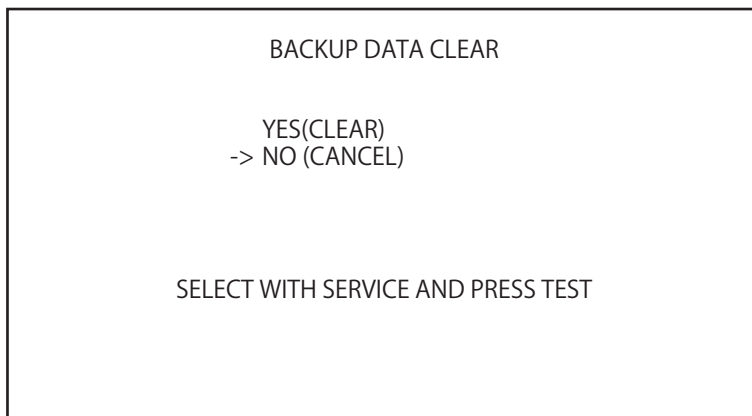 BACKUP DATA CLEAR
YES(CLEAR)
-> NO (CANCEL)
SELECT WITH SERVICE AND PRESS TEST